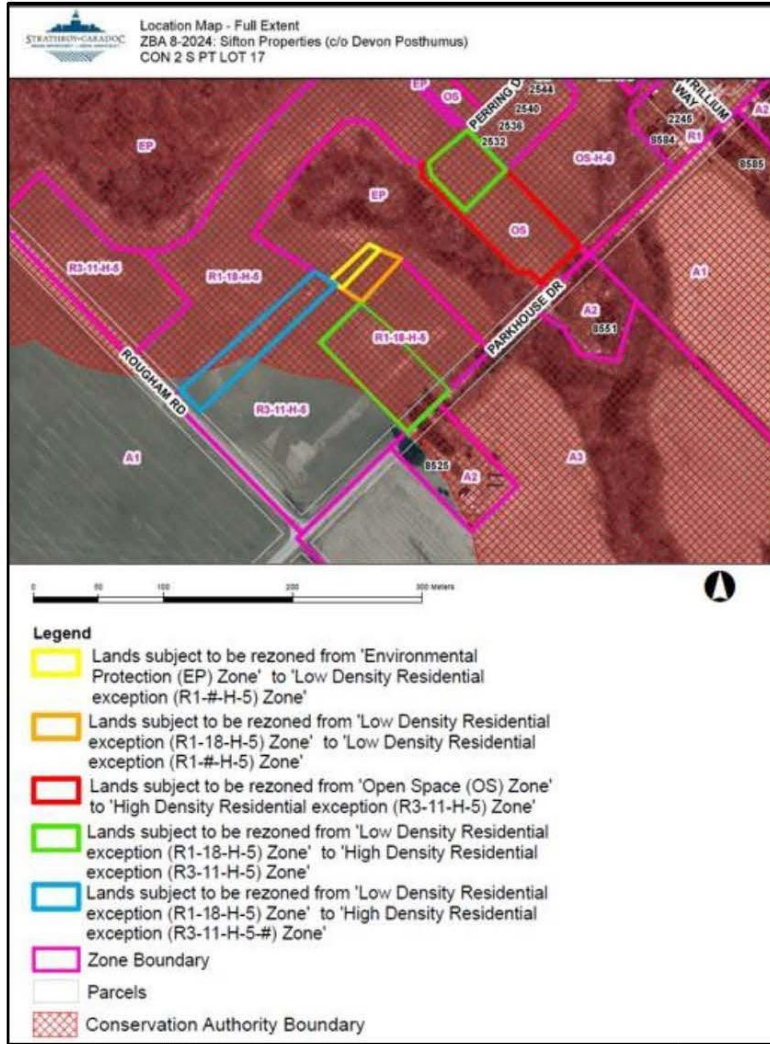 STRATHROY-CARADOC
Location Map - Full Extent
ZBA 8-2024: Sifton Properties (c/o Devon Posthumus)
CON 2 S PT LOT 17
EP
OS
PERRING D
2544
2540
2536
2532
TRILLIUM
WAY
A2
2245
R1
8584
8585
OS-H-6
EP
EP
OS
R3-11-H-5
R1-18-H-5
A1
A2
8551
R1-18-H-5
PARKHOUSE DR
ROUGHAM RD
R3-11-H-5
A1
8525
A2
A3
0 50 100 200 300 Meters
Legend
Lands subject to be rezoned from 'Environmental
Protection (EP) Zone' to 'Low Density Residential
exception (R1-#-H-5) Zone'
Lands subject to be rezoned from 'Low Density Residential
exception (R1-18-H-5) Zone' to 'Low Density Residential
exception (R1-#-H-5) Zone'
Lands subject to be rezoned from 'Open Space (OS) Zone'
to 'High Density Residential exception (R3-11-H-5) Zone'
Lands subject to be rezoned from 'Low Density Residential
exception (R1-18-H-5) Zone' to 'High Density Residential
exception (R3-11-H-5) Zone'
Lands subject to be rezoned from 'Low Density Residential
exception (R1-18-H-5) Zone' to 'High Density Residential
exception (R3-11-H-5-#) Zone'
Zone Boundary
Parcels
Conservation Authority Boundary